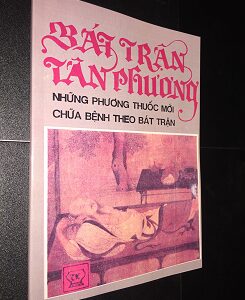 BÁT TRẬN
TÂN PHƯƠNG
NHỮNG PHƯƠNG THUỐC MỚI
CHỮA BỆNH THEO BÁT TRẬN